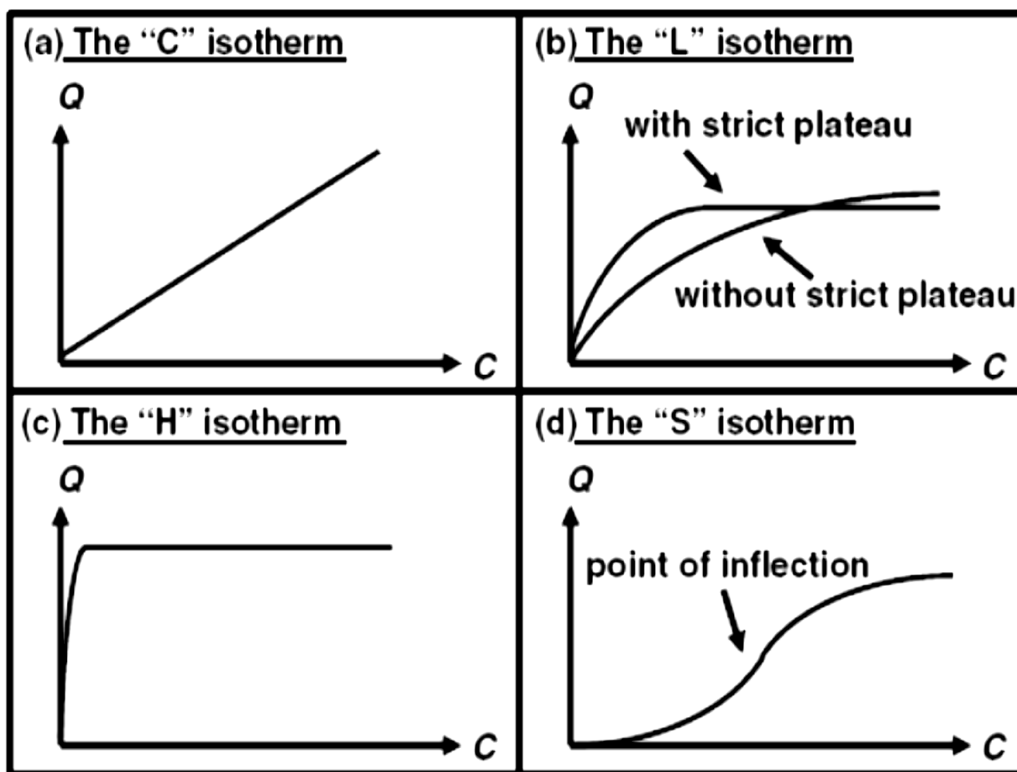 (a) The “C” isotherm
Q
C
(b) The “L” isotherm
Q
with strict plateau
without strict plateau
C
(c) The “H” isotherm
Q
C
(d) The “S” isotherm
Q
point of inflection
C